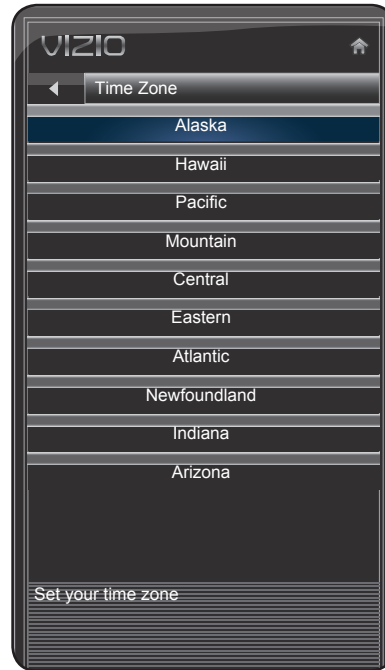 VIZIO
Time Zone
Alaska
Hawaii
Pacific
Mountain
Central
Eastern
Atlantic
Newfoundland
Indiana
Arizona
Set your time zone